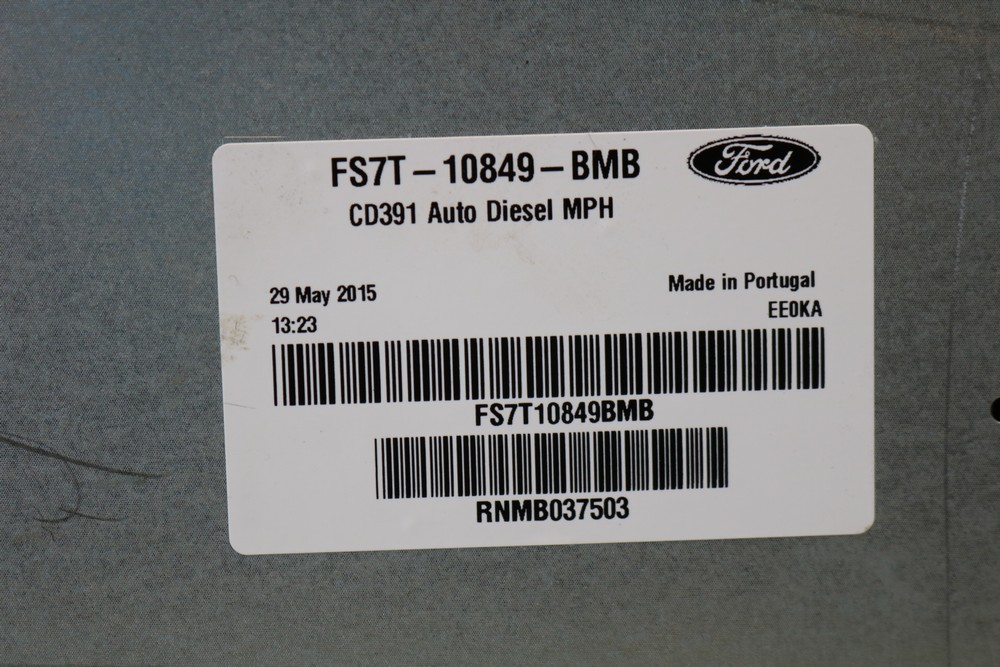 FS7T-10849-BMB
Ford
CD391 Auto Diesel MPH
29 May 2015
Made in Portugal
13:23
EE0KA
FS7T10849BMB
RNMB037503